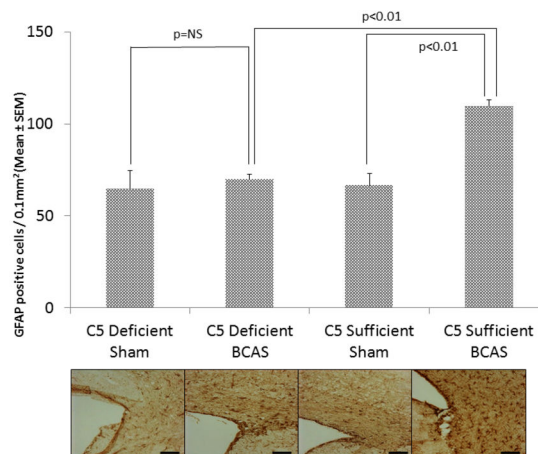 p<0.01
150
p=NS
p<0.01
100
50
0
GFAP positive cells / 0.1mm² (Mean ± SEM)
C5 Deficient
Sham
C5 Deficient
BCAS
C5 Sufficient
Sham
C5 Sufficient
BCAS